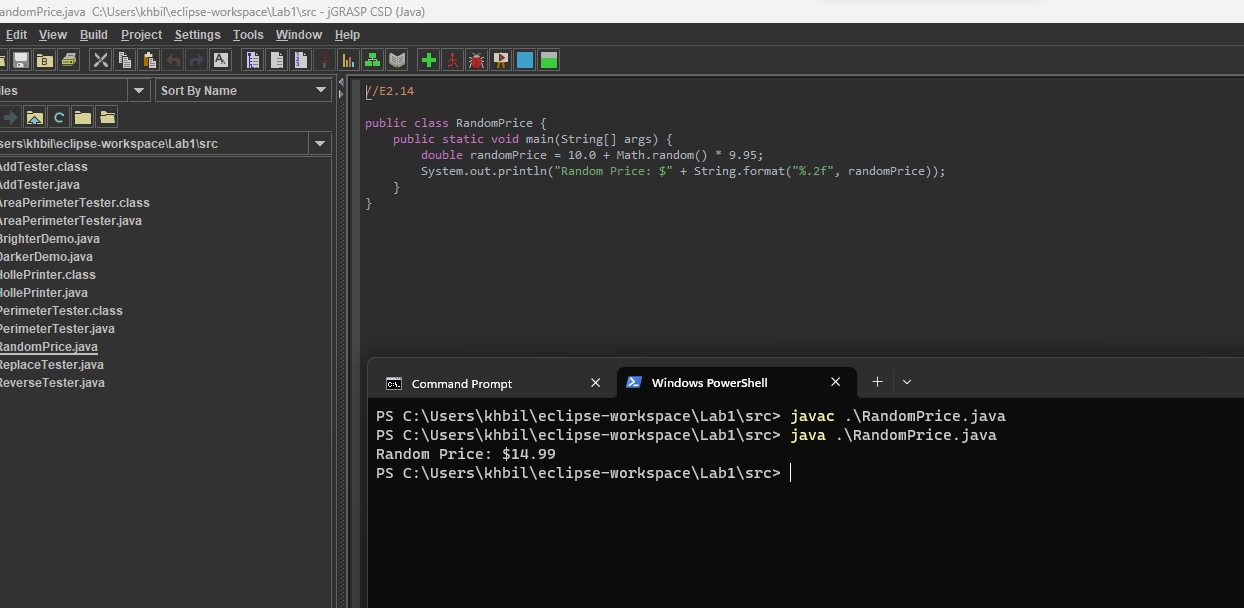 andomPrice.java C:\Users\khbil\eclipse-workspace\Lab1\src - jGRASP CSD (Java)
Edit View Build Project Settings Tools Window Help
les
Sort By Name
sers\khbil\eclipse-workspace\Lab1\src
AddTester.class
AddTester.java
AreaPerimeterTester.class
AreaPerimeterTester.java
BrighterDemo.java
DarkerDemo.java
HollePrinter.class
HollePrinter.java
PerimeterTester.class
PerimeterTester.java
RandomPrice.java
ReplaceTester.java
ReverseTester.java
//E2.14
public class RandomPrice {
public static void main(String[] args) {
double randomPrice = 10.0 + Math.random() * 9.95;
System.out.println("Random Price: $" + String.format("%.2f", randomPrice));
}
}
Command Prompt
Windows PowerShell
PS C:\Users\khbil\eclipse-workspace\Lab1\src> javac .\RandomPrice.java
PS C:\Users\khbil\eclipse-workspace\Lab1\src> java .\RandomPrice.java
Random Price: $14.99
PS C:\Users\khbil\eclipse-workspace\Lab1\src>